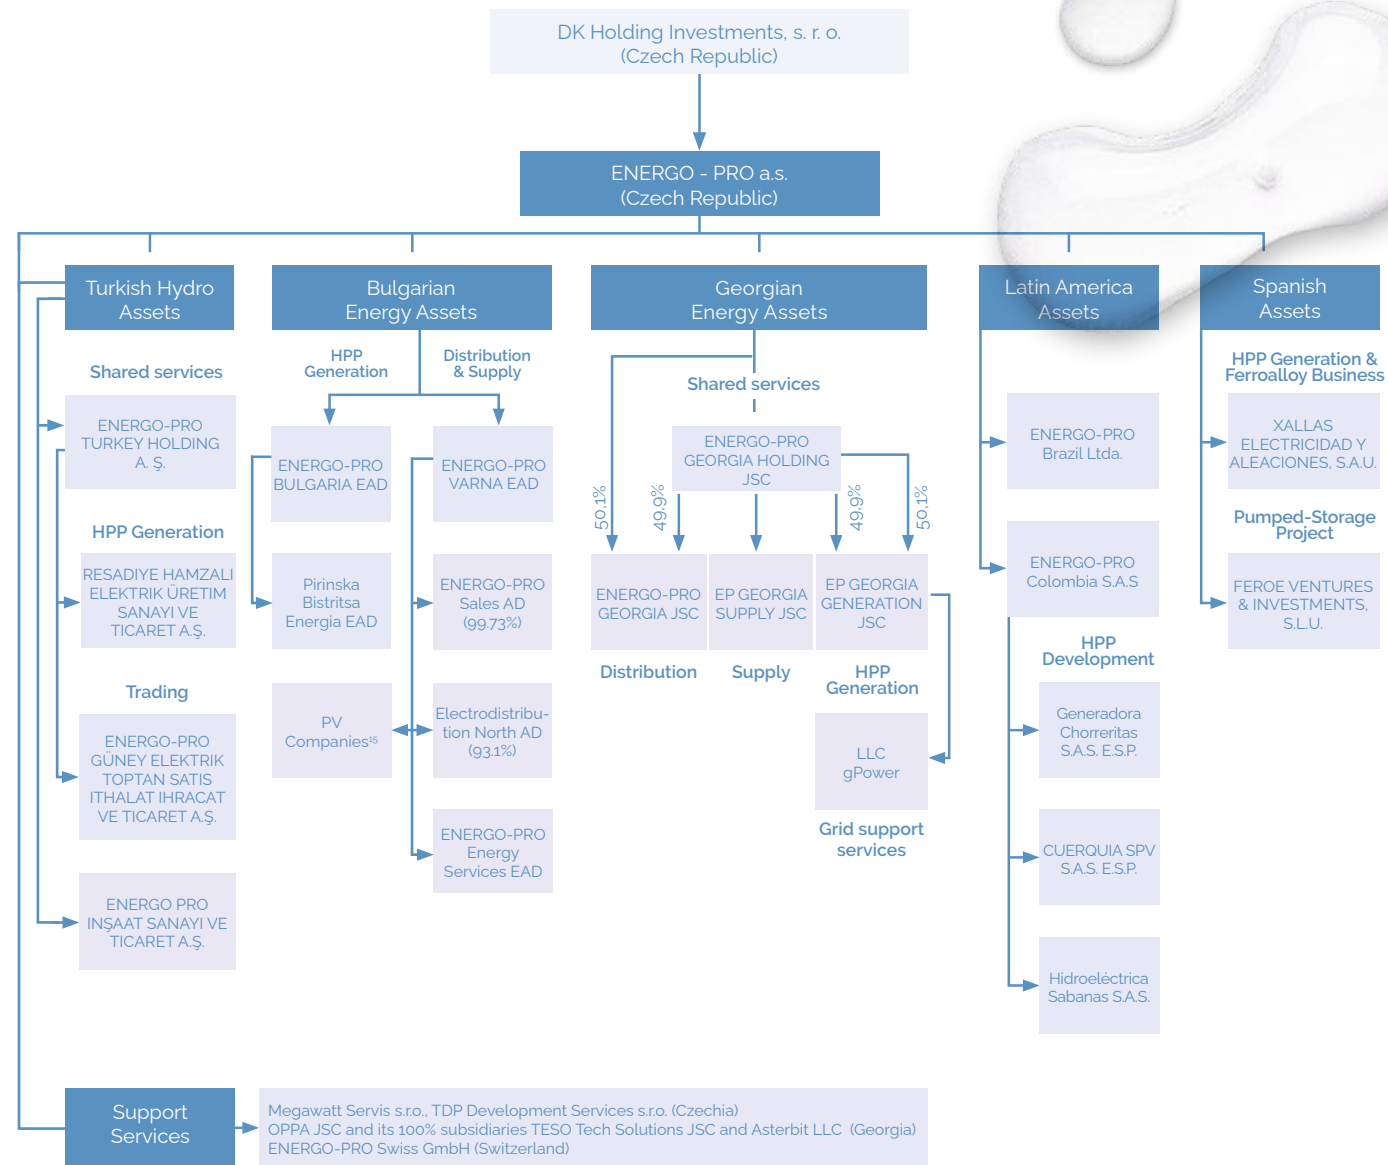 DK Holding Investments, s. r. o.
(Czech Republic)
ENERGO - PRO a.s.
(Czech Republic)
Turkish Hydro
Assets
Shared services
ENERGO-PRO
TURKEY HOLDING
A. Ş.
HPP Generation
RESADIYE HAMZALI
ELEKTRIK ÜRETIM
SANAYI VE
TICARET A.Ş.
Trading
ENERGO-PRO
GÜNEY ELEKTRIK
TOPTAN SATIS
ITHALAT IHRACAT
VE TICARET A.Ş.
ENERGO PRO
INŞAAT SANAYI VE
TICARET A.Ş.
Bulgarian
Energy Assets
HPP
Generation
ENERGO-PRO
BULGARIA EAD
Pirinska
Bistritsa
Energia EAD
PV
Companies¹⁵
Distribution
& Supply
ENERGO-PRO
VARNA EAD
ENERGO-PRO
Sales AD
(99.73%)
Electrodistribu-
tion North AD
(93.1%)
ENERGO-PRO
Energy
Services EAD
Georgian
Energy Assets
Shared services
ENERGO-PRO
GEORGIA HOLDING
JSC
50,1%
49,9%
49,9%
50,1%
ENERGO-PRO
GEORGIA JSC
Distribution
EP GEORGIA
SUPPLY JSC
Supply
EP GEORGIA
GENERATION
JSC
HPP
Generation
LLC
gPower
Grid support
services
Latin America
Assets
ENERGO-PRO
Brazil Ltda.
ENERGO-PRO
Colombia S.A.S
HPP
Development
Generadora
Chorreritas
S.A.S. E.S.P.
CUERQUIA SPV
S.A.S. E.S.P.
Hidroeléctrica
Sabanas S.A.S.
Spanish
Assets
HPP Generation &
Ferroalloy Business
XALLAS
ELECTRICIDAD Y
ALEACIONES, S.A.U.
Pumped-Storage
Project
FEROE VENTURES
& INVESTMENTS,
S.L.U.
Support
Services
Megawatt Servis s.r.o., TDP Development Services s.r.o. (Czechia)
OPPA JSC and its 100% subsidiaries TESO Tech Solutions JSC and Asterbit LLC (Georgia)
ENERGO-PRO Swiss GmbH (Switzerland)